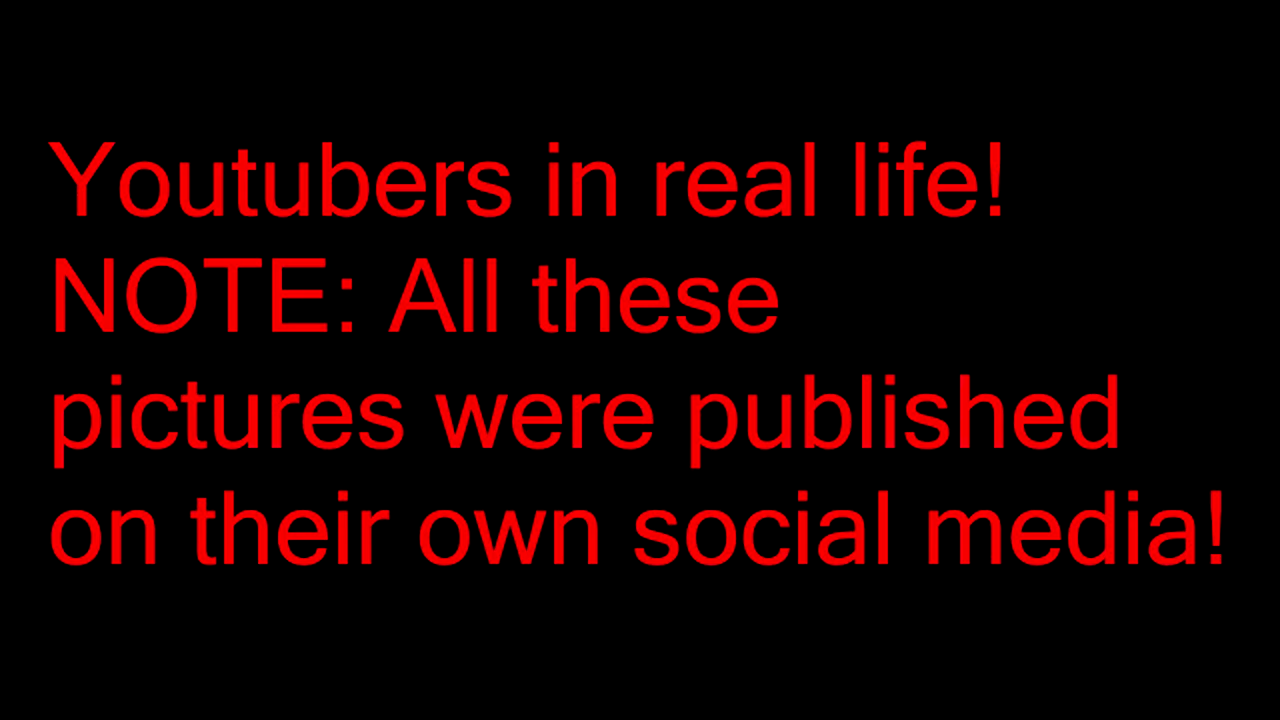 Youtubers in real life!
NOTE: All these
pictures were published
on their own social media!